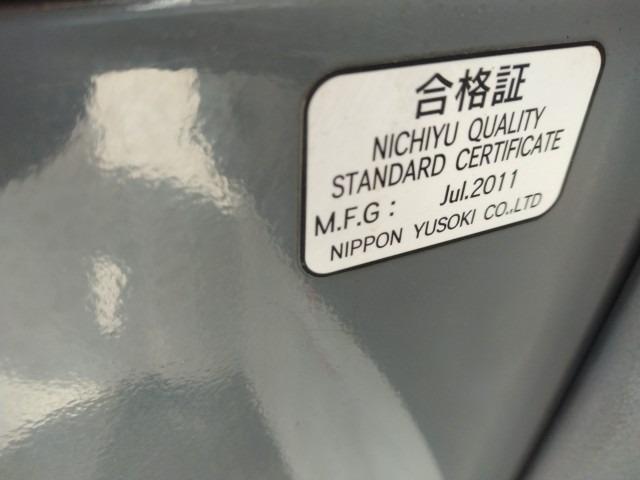 合格証
NICHIYU QUALITY
STANDARD CERTIFICATE
M.F.G : Jul.2011
NIPPON YUSOKI CO.,LTD